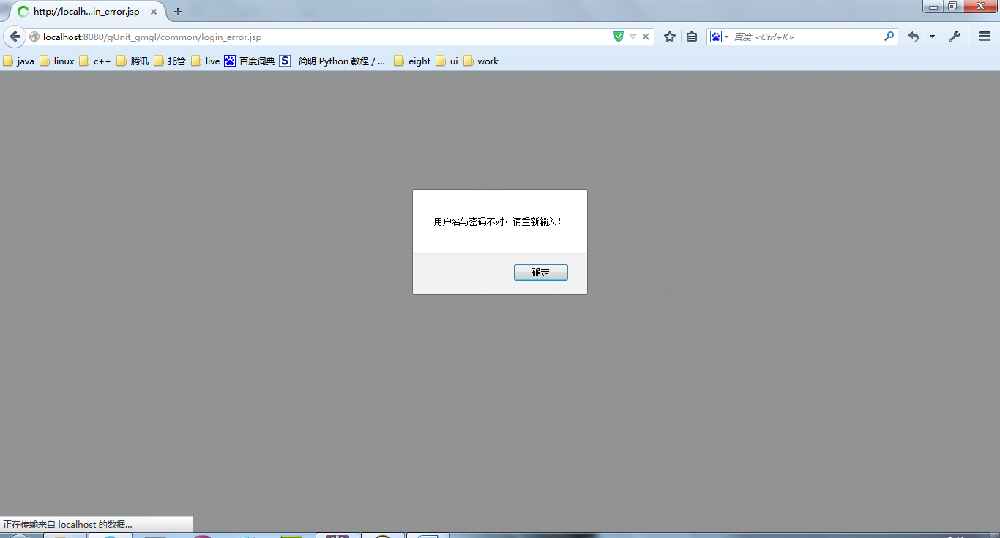 http://localh...in_error.jsp
localhost:8080/gUnit_gmgl/common/login_error.jsp
百度 <Ctrl+K>
java linux c++ 腾讯 托管 live 百度词典 S 简明 Python 教程 / ... eight ui work
用户名与密码不对，请重新输入！
确定
正在传输来自 localhost 的数据...